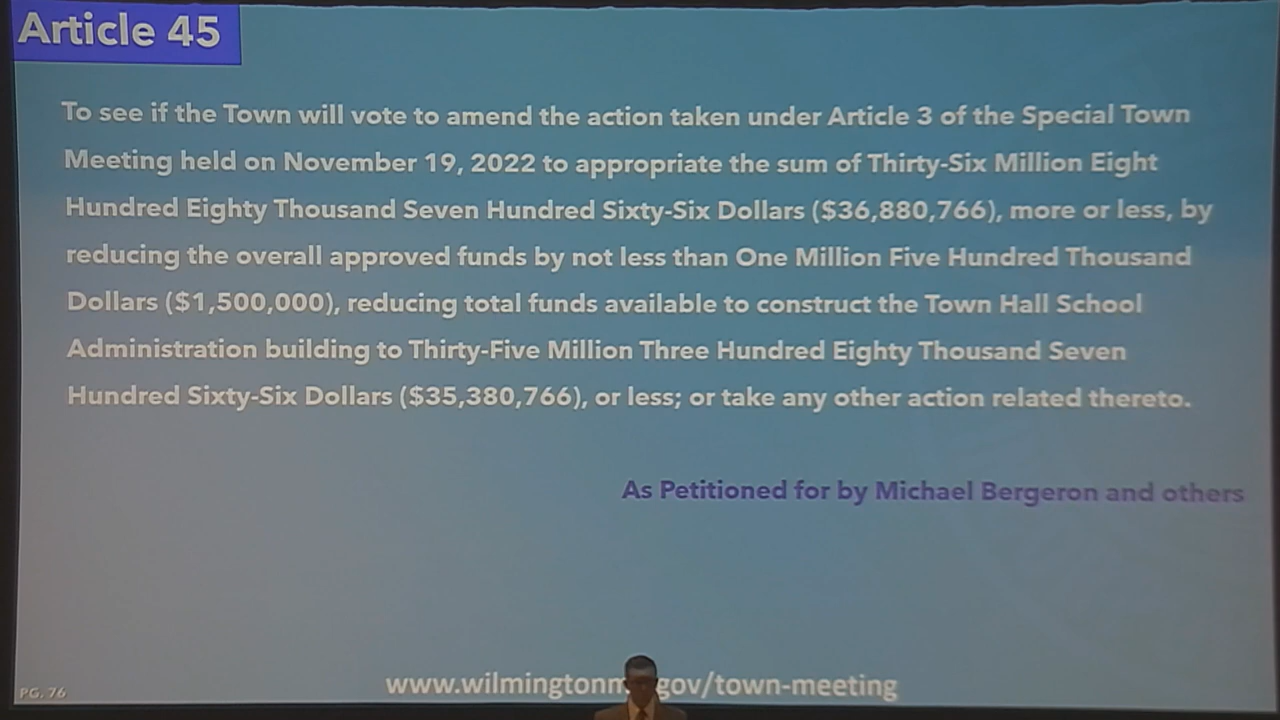 Article 45
To see if the Town will vote to amend the action taken under Article 3 of the Special Town
Meeting held on November 19, 2022 to appropriate the sum of Thirty-Six Million Eight
Hundred Eighty Thousand Seven Hundred Sixty-Six Dollars ($36,880,766), more or less, by
reducing the overall approved funds by not less than One Million Five Hundred Thousand
Dollars ($1,500,000), reducing total funds available to construct the Town Hall School
Administration building to Thirty-Five Million Three Hundred Eighty Thousand Seven
Hundred Sixty-Six Dollars ($35,380,766), or less; or take any other action related thereto.
As Petitioned for by Michael Bergeron and others
PG. 76